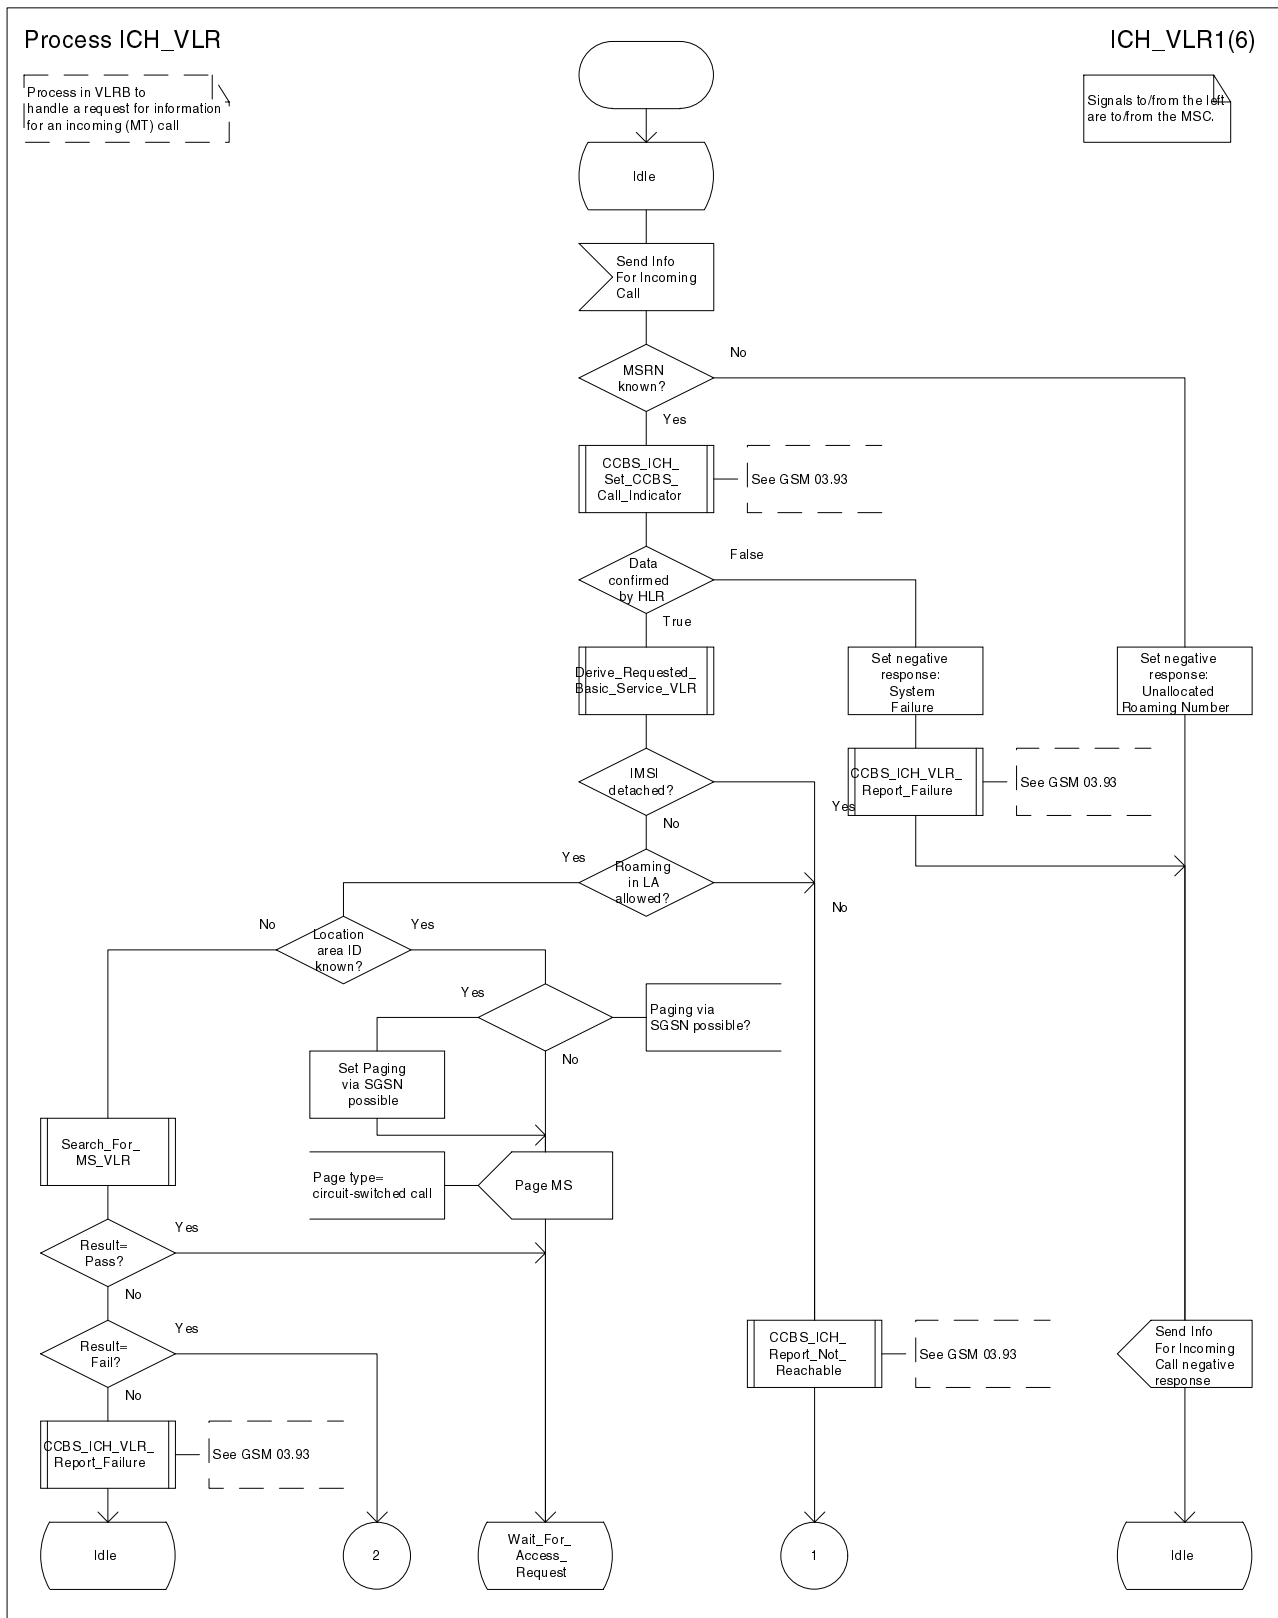 Process ICH_VLR
ICH_VLR1(6)
Process in VLRB to
handle a request for information
for an incoming (MT) call
Signals to/from the left
are to/from the MSC.
Idle
Send Info
For Incoming
Call
MSRN
known?
No
Yes
CCBS_ICH_
Set_CCBS_
Call_Indicator
See GSM 03.93
Data
confirmed
by HLR
False
True
Derive_Requested_
Basic_Service_VLR
Set negative
response:
System
Failure
Set negative
response:
Unallocated
Roaming Number
IMSI
detached?
Yes
No
CCBS_ICH_VLR_
Report_Failure
See GSM 03.93
Yes
Roaming
in LA
allowed?
No
No
Location
area ID
known?
Yes
Yes
Paging via
SGSN possible?
No
Set Paging
via SGSN
possible
Search_For_
MS_VLR
Page type=
circuit-switched call
Page MS
Result=
Pass?
Yes
No
Result=
Fail?
Yes
No
CCBS_ICH_
Report_Not_
Reachable
See GSM 03.93
Send Info
For Incoming
Call negative
response
CCBS_ICH_VLR_
Report_Failure
See GSM 03.93
Idle
2
Wait_For_
Access_
Request
1
Idle